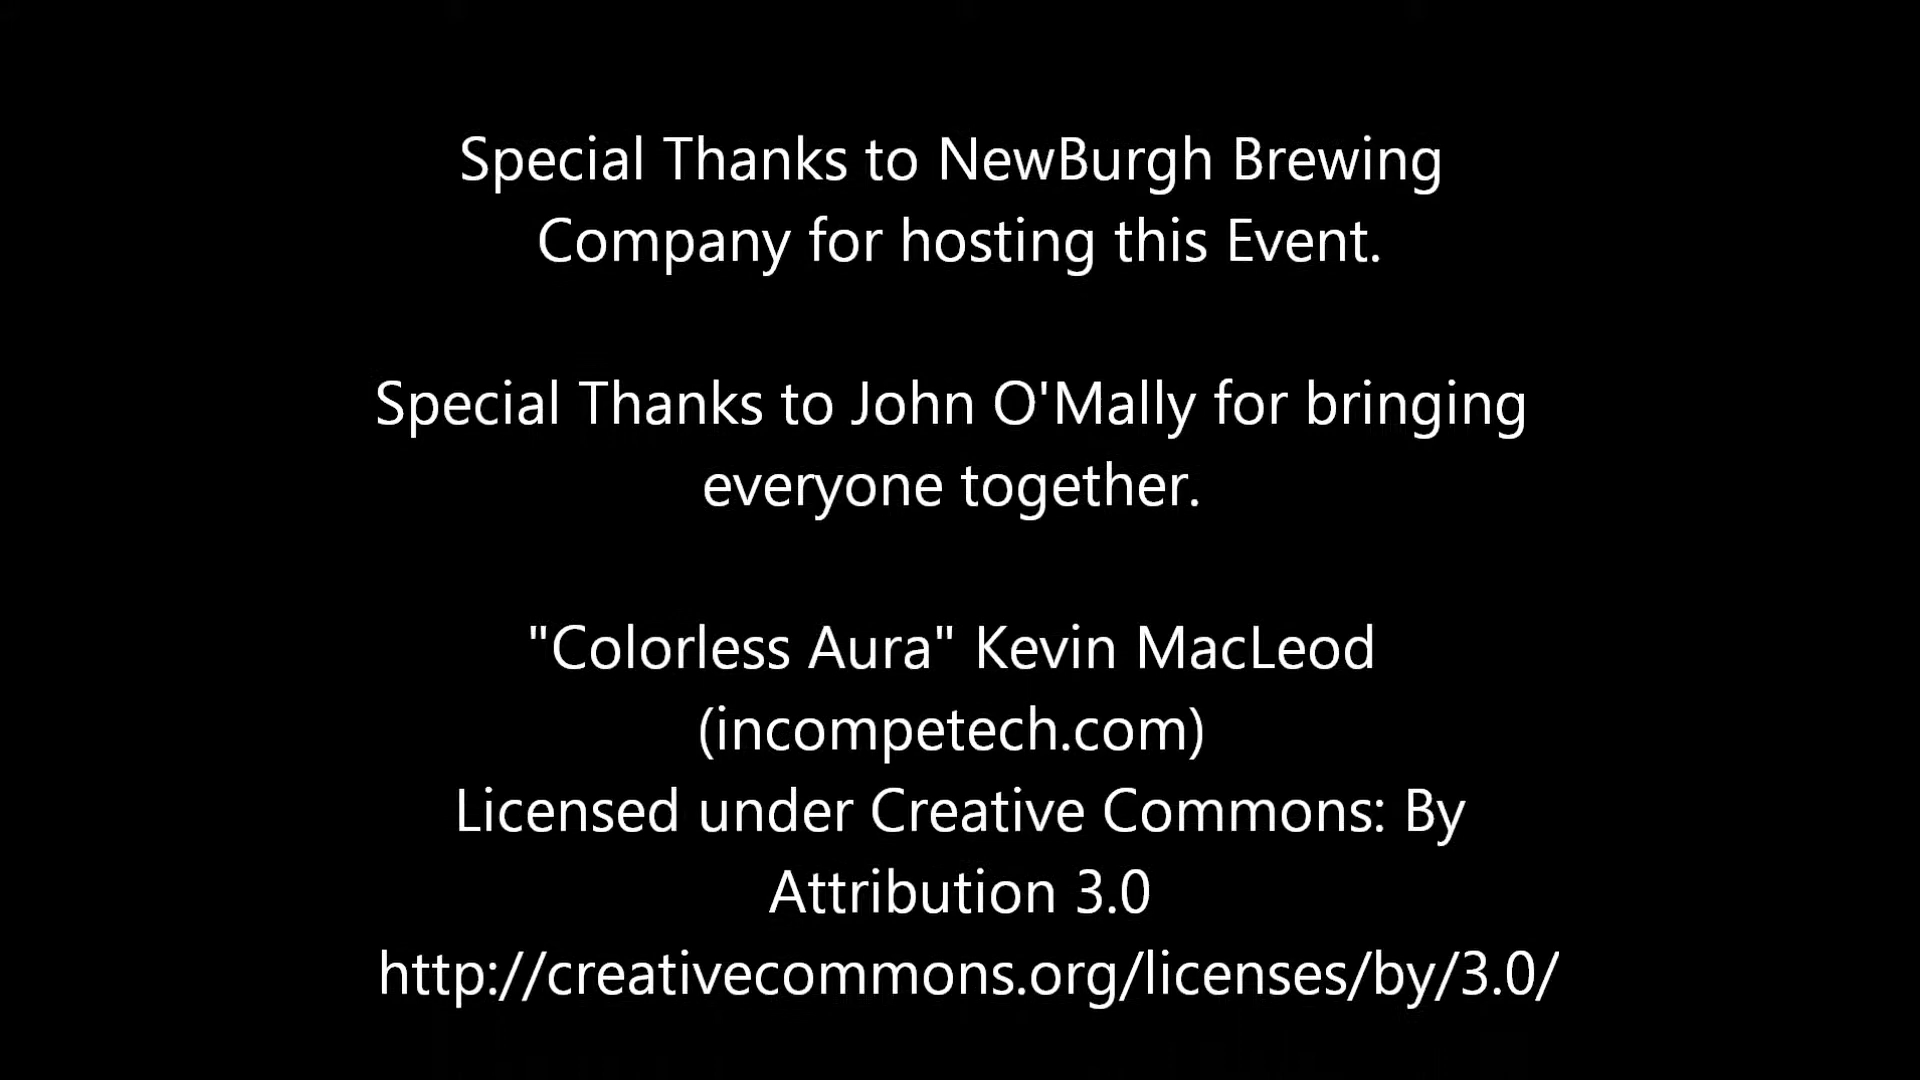 Special Thanks to NewBurgh Brewing
Company for hosting this Event.
Special Thanks to John O'Mally for bringing
everyone together.
"Colorless Aura" Kevin MacLeod
(incompetech.com)
Licensed under Creative Commons: By
Attribution 3.0
http://creativecommons.org/licenses/by/3.0/